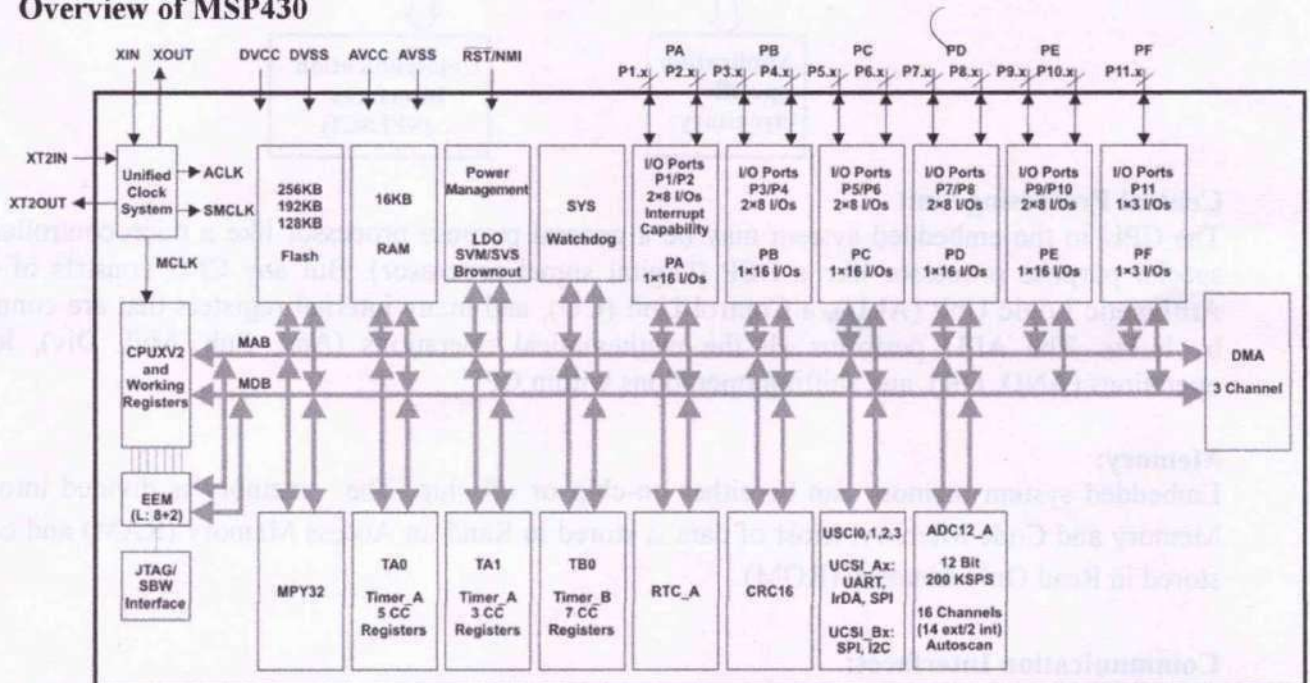 Overview of MSP430
XIN XOUT DVCC DVSS AVCC AVSS RST/NMI
PA PB PC PD PE PF
P1.x P2.x P3.x P4.x P5.x P6.x P7.x P8.x P9.x P10.x P11.x
XT2IN
XT2OUT
Unified
Clock
System
ACLK
SMCLK
MCLK
256KB
192KB
128KB
Flash
16KB
RAM
Power
Management
LDO
SVM/SVS
Brownout
SYS
Watchdog
I/O Ports
P1/P2
2×8 I/Os
Interrupt
Capability
PA
1×16 I/Os
I/O Ports
P3/P4
2×8 I/Os
PB
1×16 I/Os
I/O Ports
P5/P6
2×8 I/Os
PC
1×16 I/Os
I/O Ports
P7/P8
2×8 I/Os
PD
1×16 I/Os
I/O Ports
P9/P10
2×8 I/Os
PE
1×16 I/Os
I/O Ports
P11
1×3 I/Os
PF
1×3 I/Os
CPUXV2
and
Working
Registers
MAB
MDB
DMA
3 Channel
EEM
(L: 8+2)
JTAG/
SBW
Interface
MPY32
TA0
Timer_A
5 CC
Registers
TA1
Timer_A
3 CC
Registers
TB0
Timer_B
7 CC
Registers
RTC_A
CRC16
USCI0,1,2,3
UCSI_Ax:
UART,
IrDA, SPI
UCSI_Bx:
SPI, I2C
ADC12_A
12 Bit
200 KSPS
16 Channels
(14 ext/2 int)
Autoscan